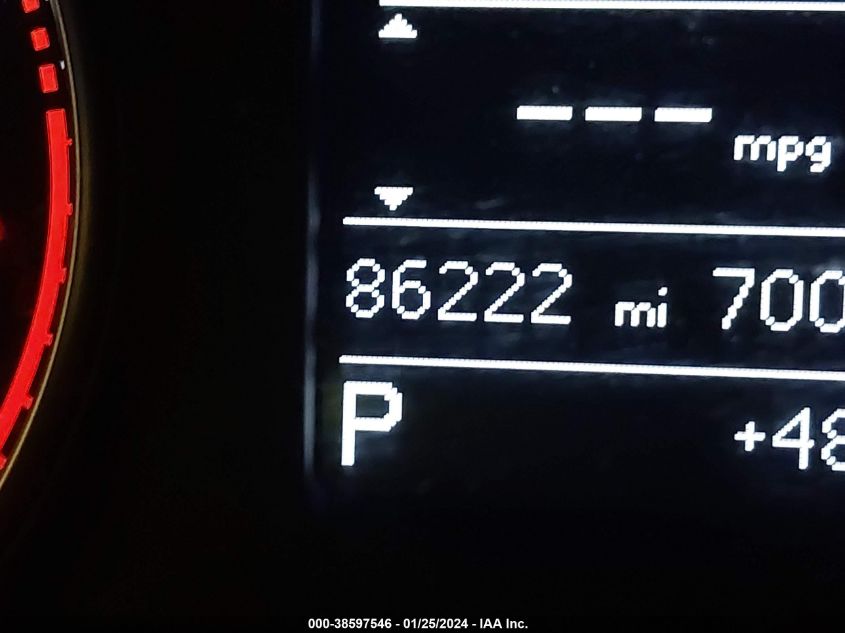 --- mpg
86222 mi 700
P +48
000-38597546 - 01/25/2024 - IAA Inc.